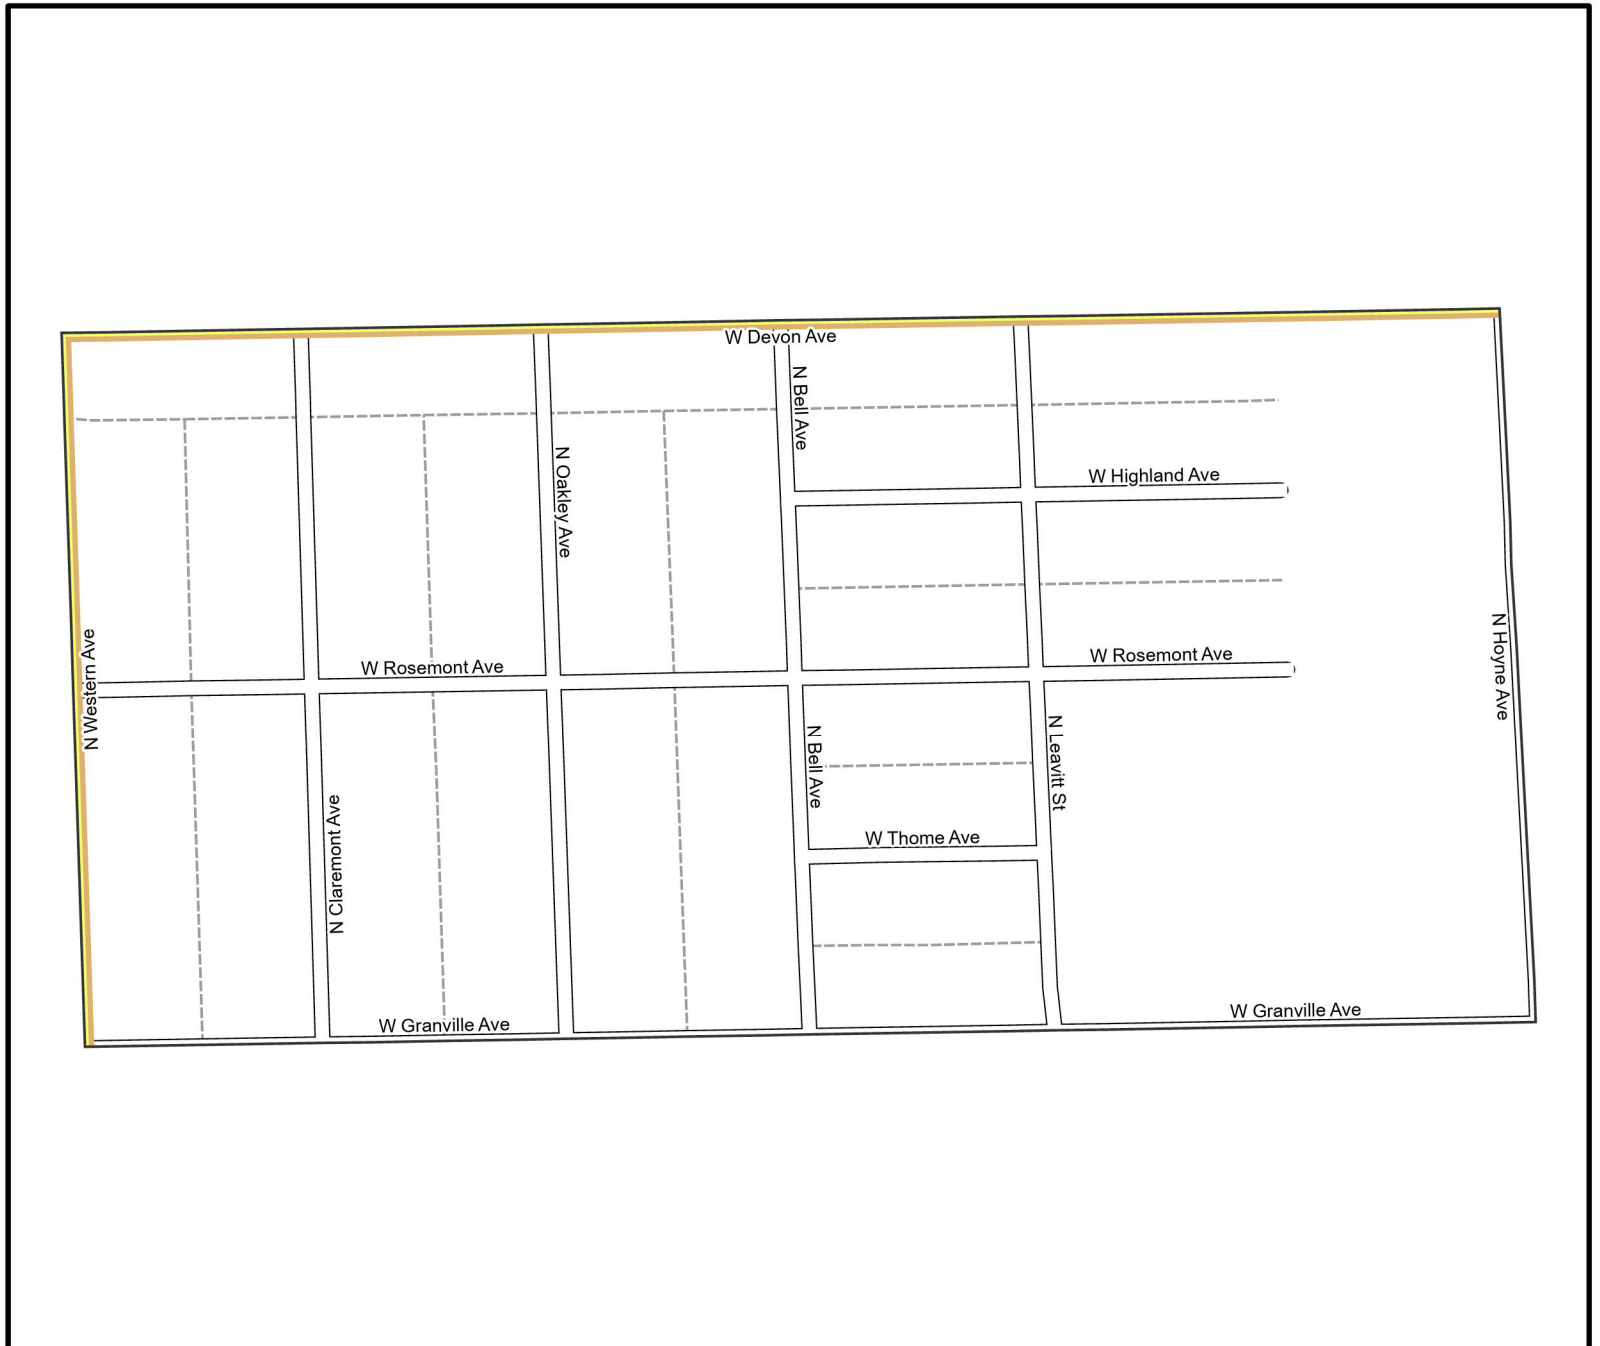 W Devon Ave
N Bell Ave
N Oakley Ave
W Highland Ave
N Western Ave
W Rosemont Ave
W Rosemont Ave
N Hoyne Ave
N Bell Ave
N Leavitt St
N Claremont Ave
W Thome Ave
W Granville Ave
W Granville Ave